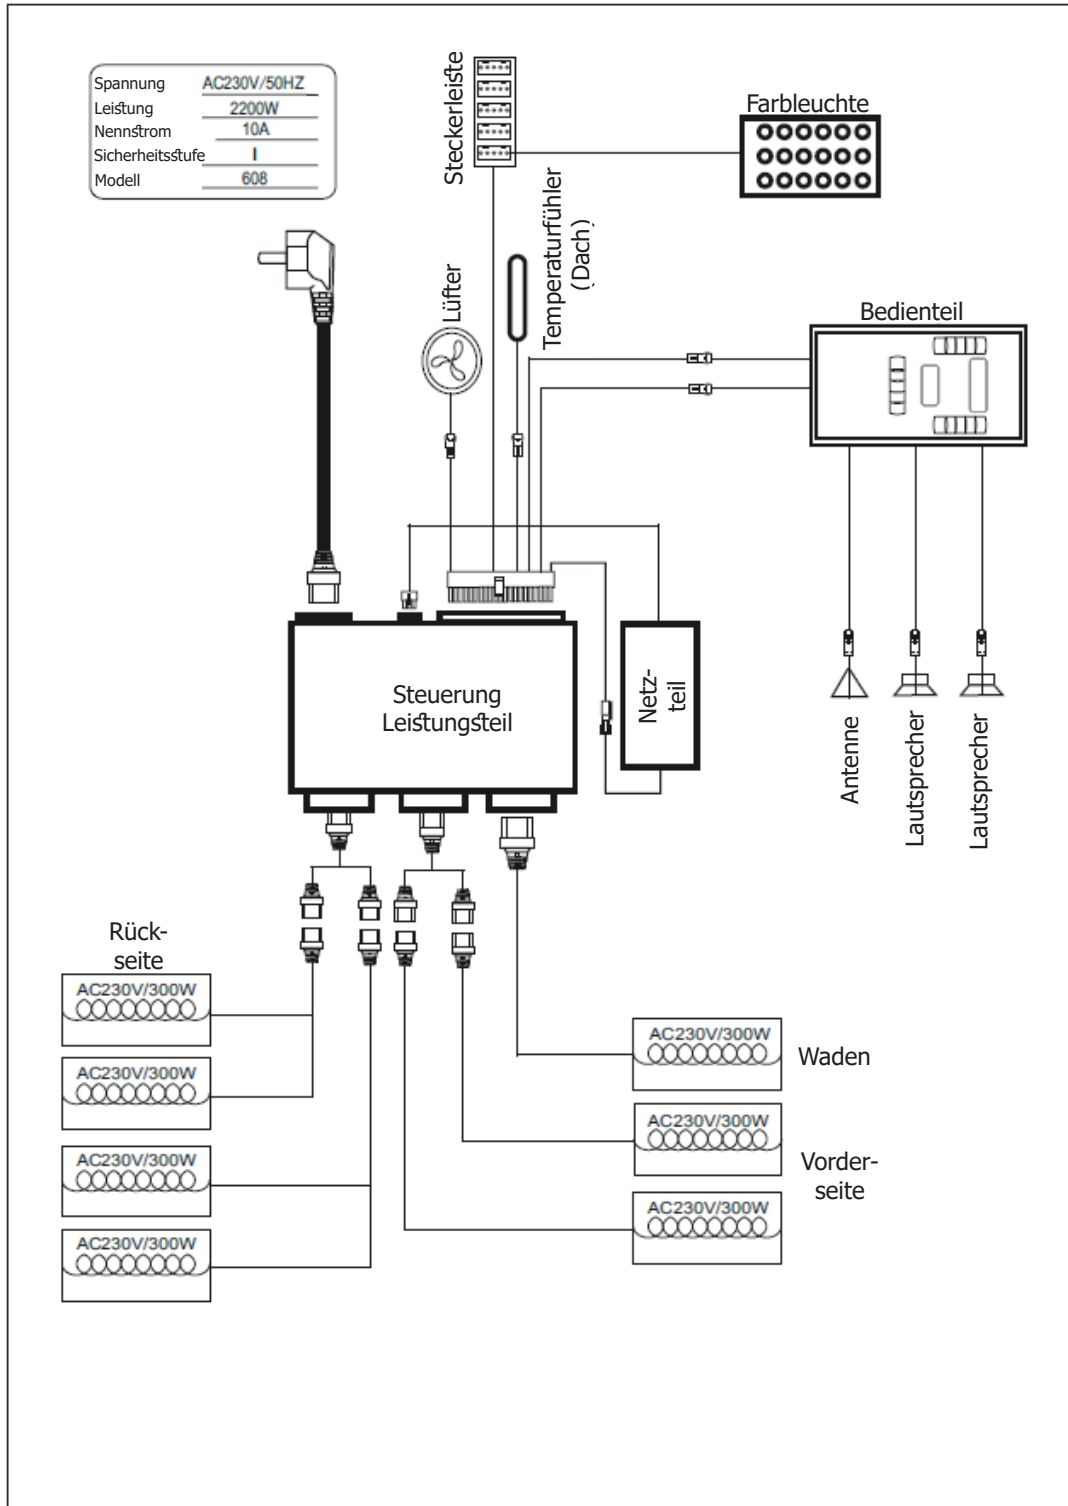 Spannung AC230V/50HZ
Leistung 2200W
Nennstrom 10A
Sicherheitsstufe I
Modell 608
Steckerleiste
Farbleuchte
Lüfter
Temperaturfühler
(Dach)
Bedienteil
Steuerung
Leistungsteil
Netz-
teil
Antenne
Lautsprecher
Lautsprecher
Rück-
seite
AC230V/300W
AC230V/300W
AC230V/300W
AC230V/300W
AC230V/300W
Waden
AC230V/300W
Vorder-
seite
AC230V/300W